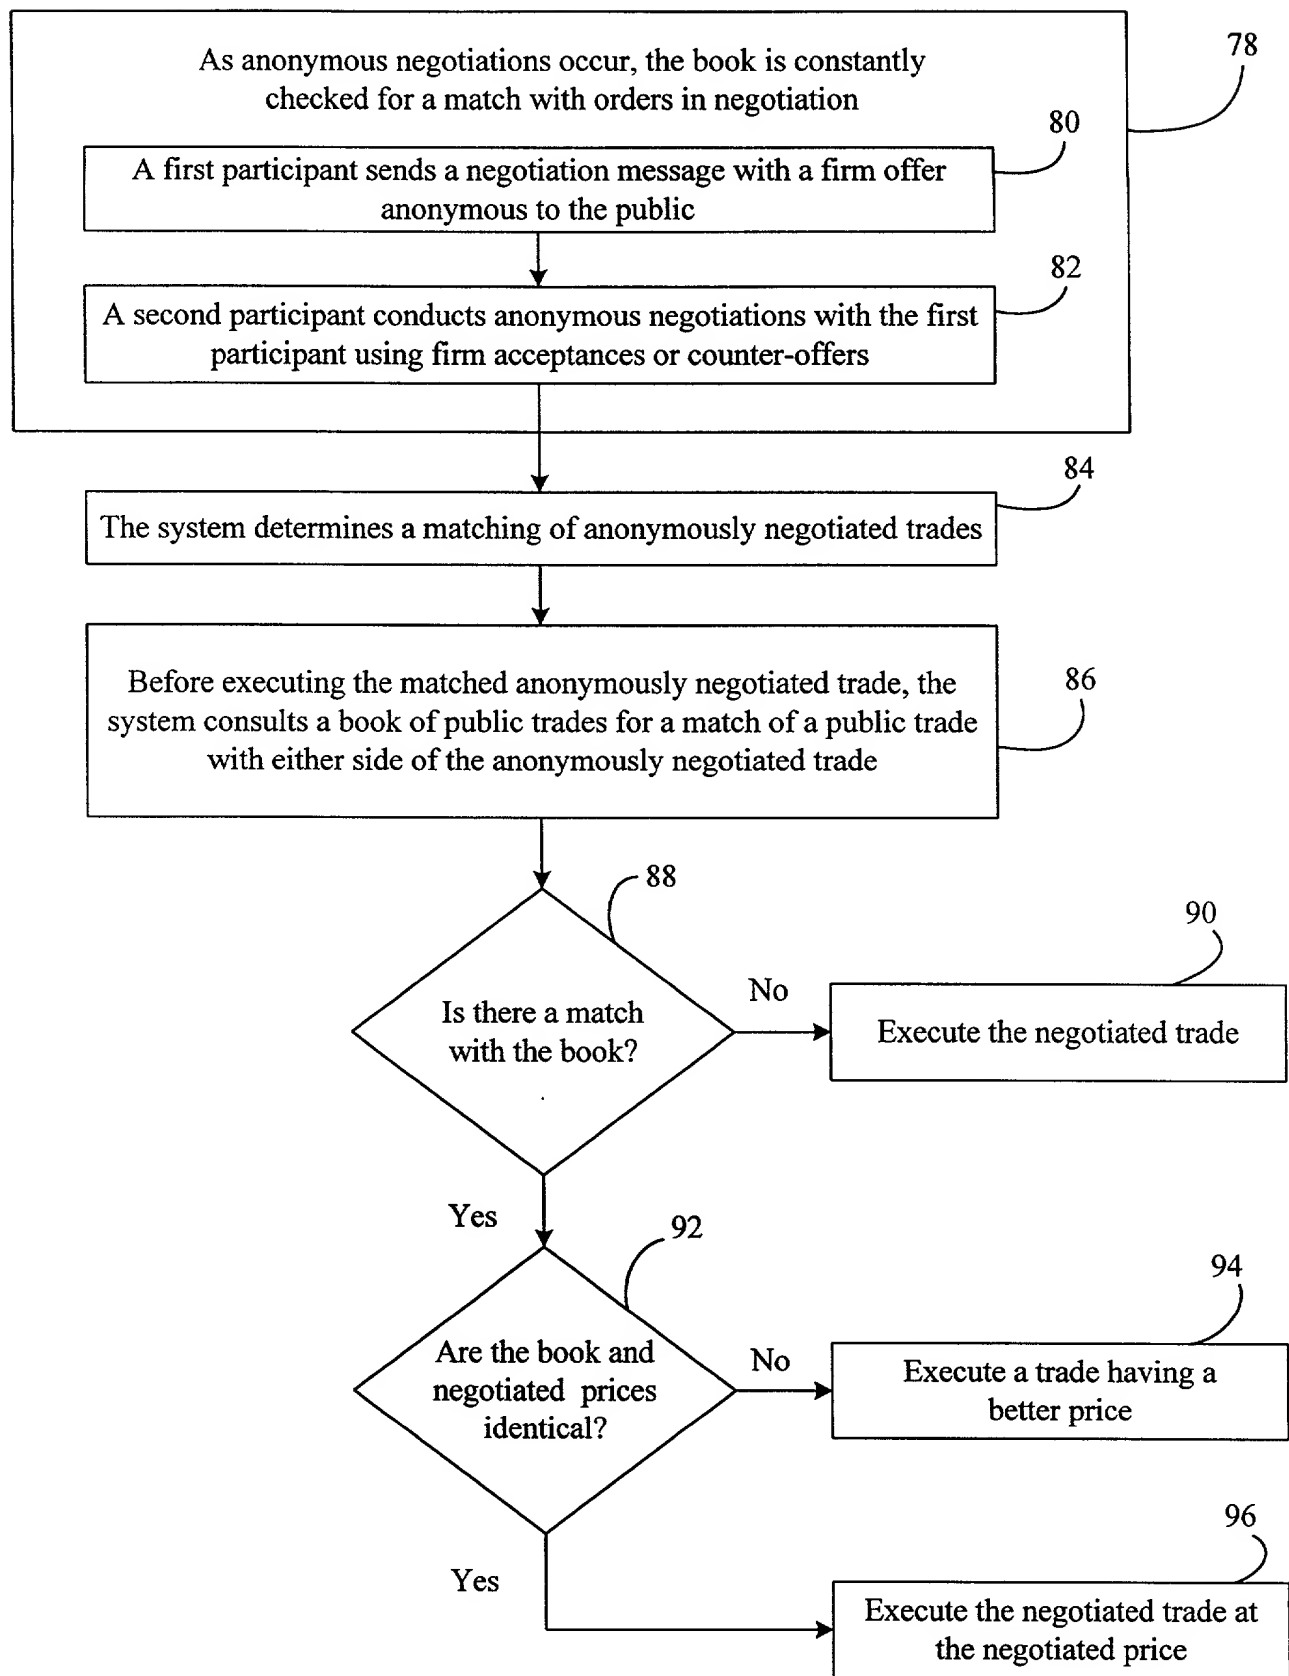 As anonymous negotiations occur, the book is constantly
checked for a match with orders in negotiation
78
80
A first participant sends a negotiation message with a firm offer
anonymous to the public
82
A second participant conducts anonymous negotiations with the first
participant using firm acceptances or counter-offers
84
The system determines a matching of anonymously negotiated trades
Before executing the matched anonymously negotiated trade, the
system consults a book of public trades for a match of a public trade
with either side of the anonymously negotiated trade
86
88
Is there a match
with the book?
No
90
Execute the negotiated trade
Yes
92
Are the book and
negotiated prices
identical?
No
94
Execute a trade having a
better price
Yes
96
Execute the negotiated trade at
the negotiated price